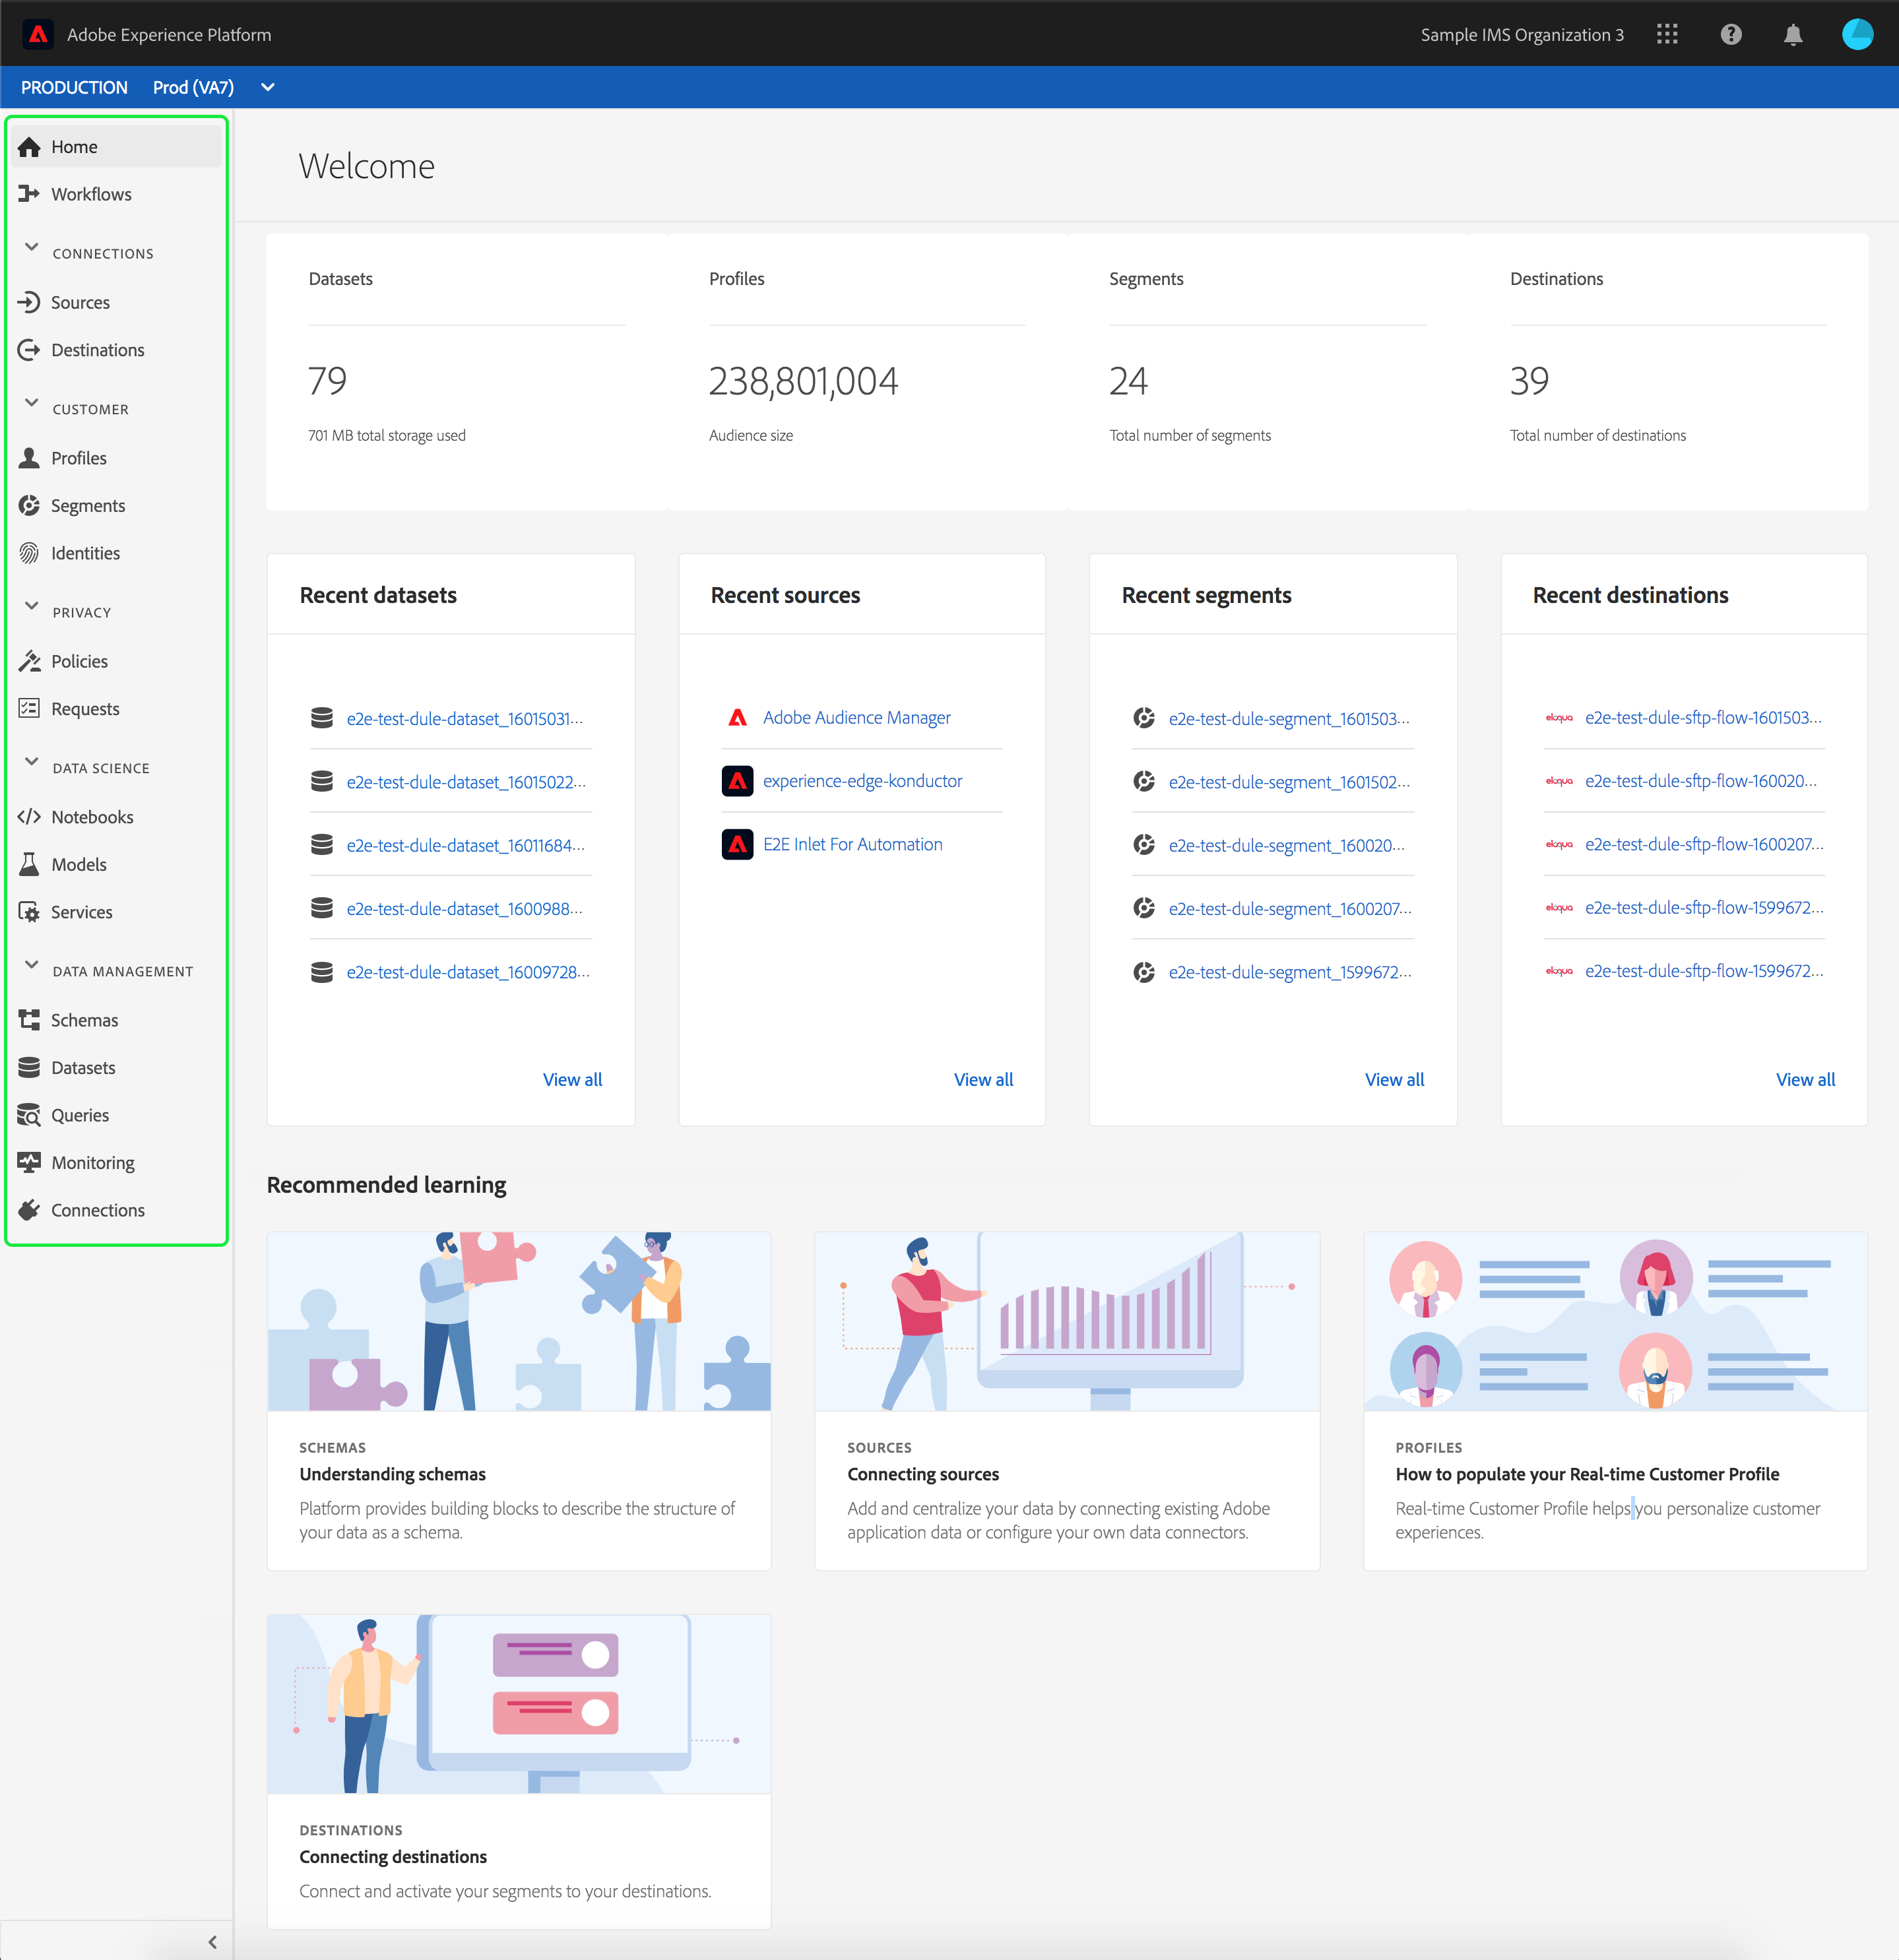 Adobe Experience Platform
Sample IMS Organization 3
PRODUCTION Prod (VA7)
Home
Workflows
CONNECTIONS
Sources
Destinations
CUSTOMER
Profiles
Segments
Identities
PRIVACY
Policies
Requests
DATA SCIENCE
Notebooks
Models
Services
DATA MANAGEMENT
Schemas
Datasets
Queries
Monitoring
Connections
Welcome
Datasets
79
701 MB total storage used
Profiles
238,801,004
Audience size
Segments
24
Total number of segments
Destinations
39
Total number of destinations
Recent datasets
e2e-test-dule-dataset_16015031...
e2e-test-dule-dataset_16015022...
e2e-test-dule-dataset_16011684...
e2e-test-dule-dataset_1600988...
e2e-test-dule-dataset_16009728...
View all
Recent sources
Adobe Audience Manager
experience-edge-konductor
E2E Inlet For Automation
View all
Recent segments
e2e-test-dule-segment_1601503...
e2e-test-dule-segment_1601502...
e2e-test-dule-segment_160020...
e2e-test-dule-segment_1600207...
e2e-test-dule-segment_1599672...
View all
Recent destinations
eloqua e2e-test-dule-sftp-flow-1601503...
eloqua e2e-test-dule-sftp-flow-160020...
eloqua e2e-test-dule-sftp-flow-1600207...
eloqua e2e-test-dule-sftp-flow-1599672...
eloqua e2e-test-dule-sftp-flow-1599672...
View all
Recommended learning
SCHEMAS
Understanding schemas
Platform provides building blocks to describe the structure of
your data as a schema.
SOURCES
Connecting sources
Add and centralize your data by connecting existing Adobe
application data or configure your own data connectors.
PROFILES
How to populate your Real-time Customer Profile
Real-time Customer Profile helps you personalize customer
experiences.
DESTINATIONS
Connecting destinations
Connect and activate your segments to your destinations.